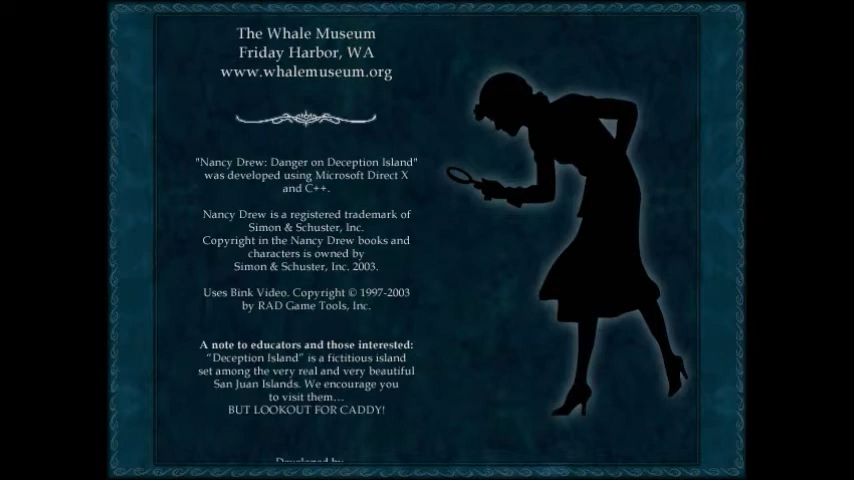 The Whale Museum
Friday Harbor, WA
www.whalemuseum.org
"Nancy Drew: Danger on Deception Island"
was developed using Microsoft Direct X
and C++.
Nancy Drew is a registered trademark of
Simon & Schuster, Inc.
Copyright in the Nancy Drew books and
characters is owned by
Simon & Schuster, Inc. 2003.
Uses Bink Video. Copyright © 1997-2003
by RAD Game Tools, Inc.
A note to educators and those interested:
“Deception Island” is a fictitious island
set among the very real and very beautiful
San Juan Islands. We encourage you
to visit them...
BUT LOOKOUT FOR CADDY!
Developed by